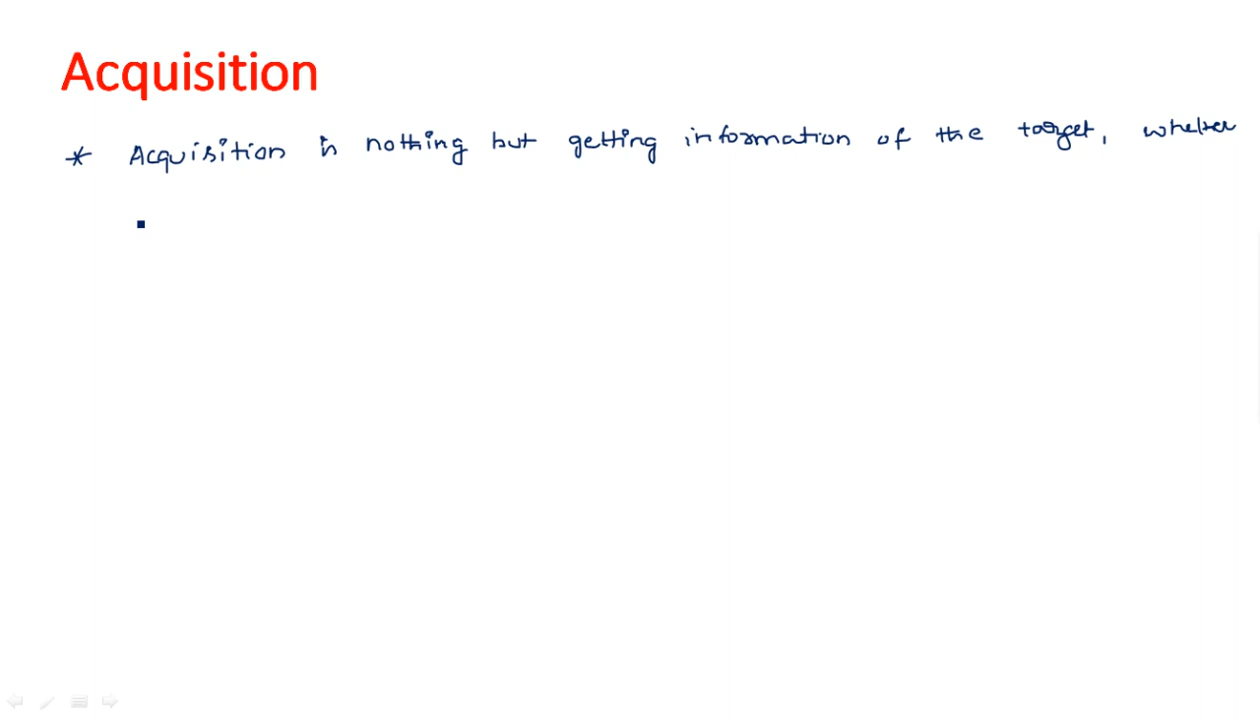 Acquisition
* Acquisition is nothing but getting information of the target, whether